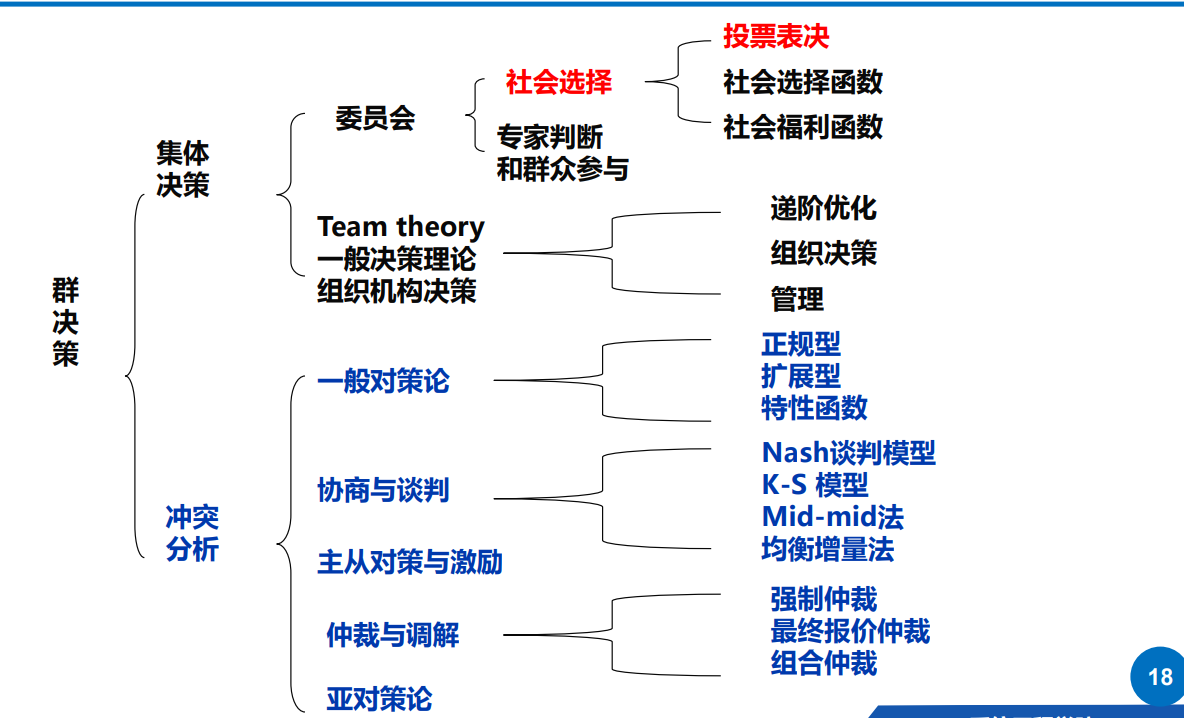 投票表决
社会选择
社会选择函数
委员会
社会福利函数
专家判断
和群众参与
集体
决策
递阶优化
Team theory
一般决策理论
组织决策
组织机构决策
管理
群
决
策
正规型
一般对策论
扩展型
特性函数
Nash谈判模型
协商与谈判
K-S 模型
Mid-mid法
冲突
分析
均衡增量法
主从对策与激励
强制仲裁
仲裁与调解
最终报价仲裁
组合仲裁
亚对策论
18